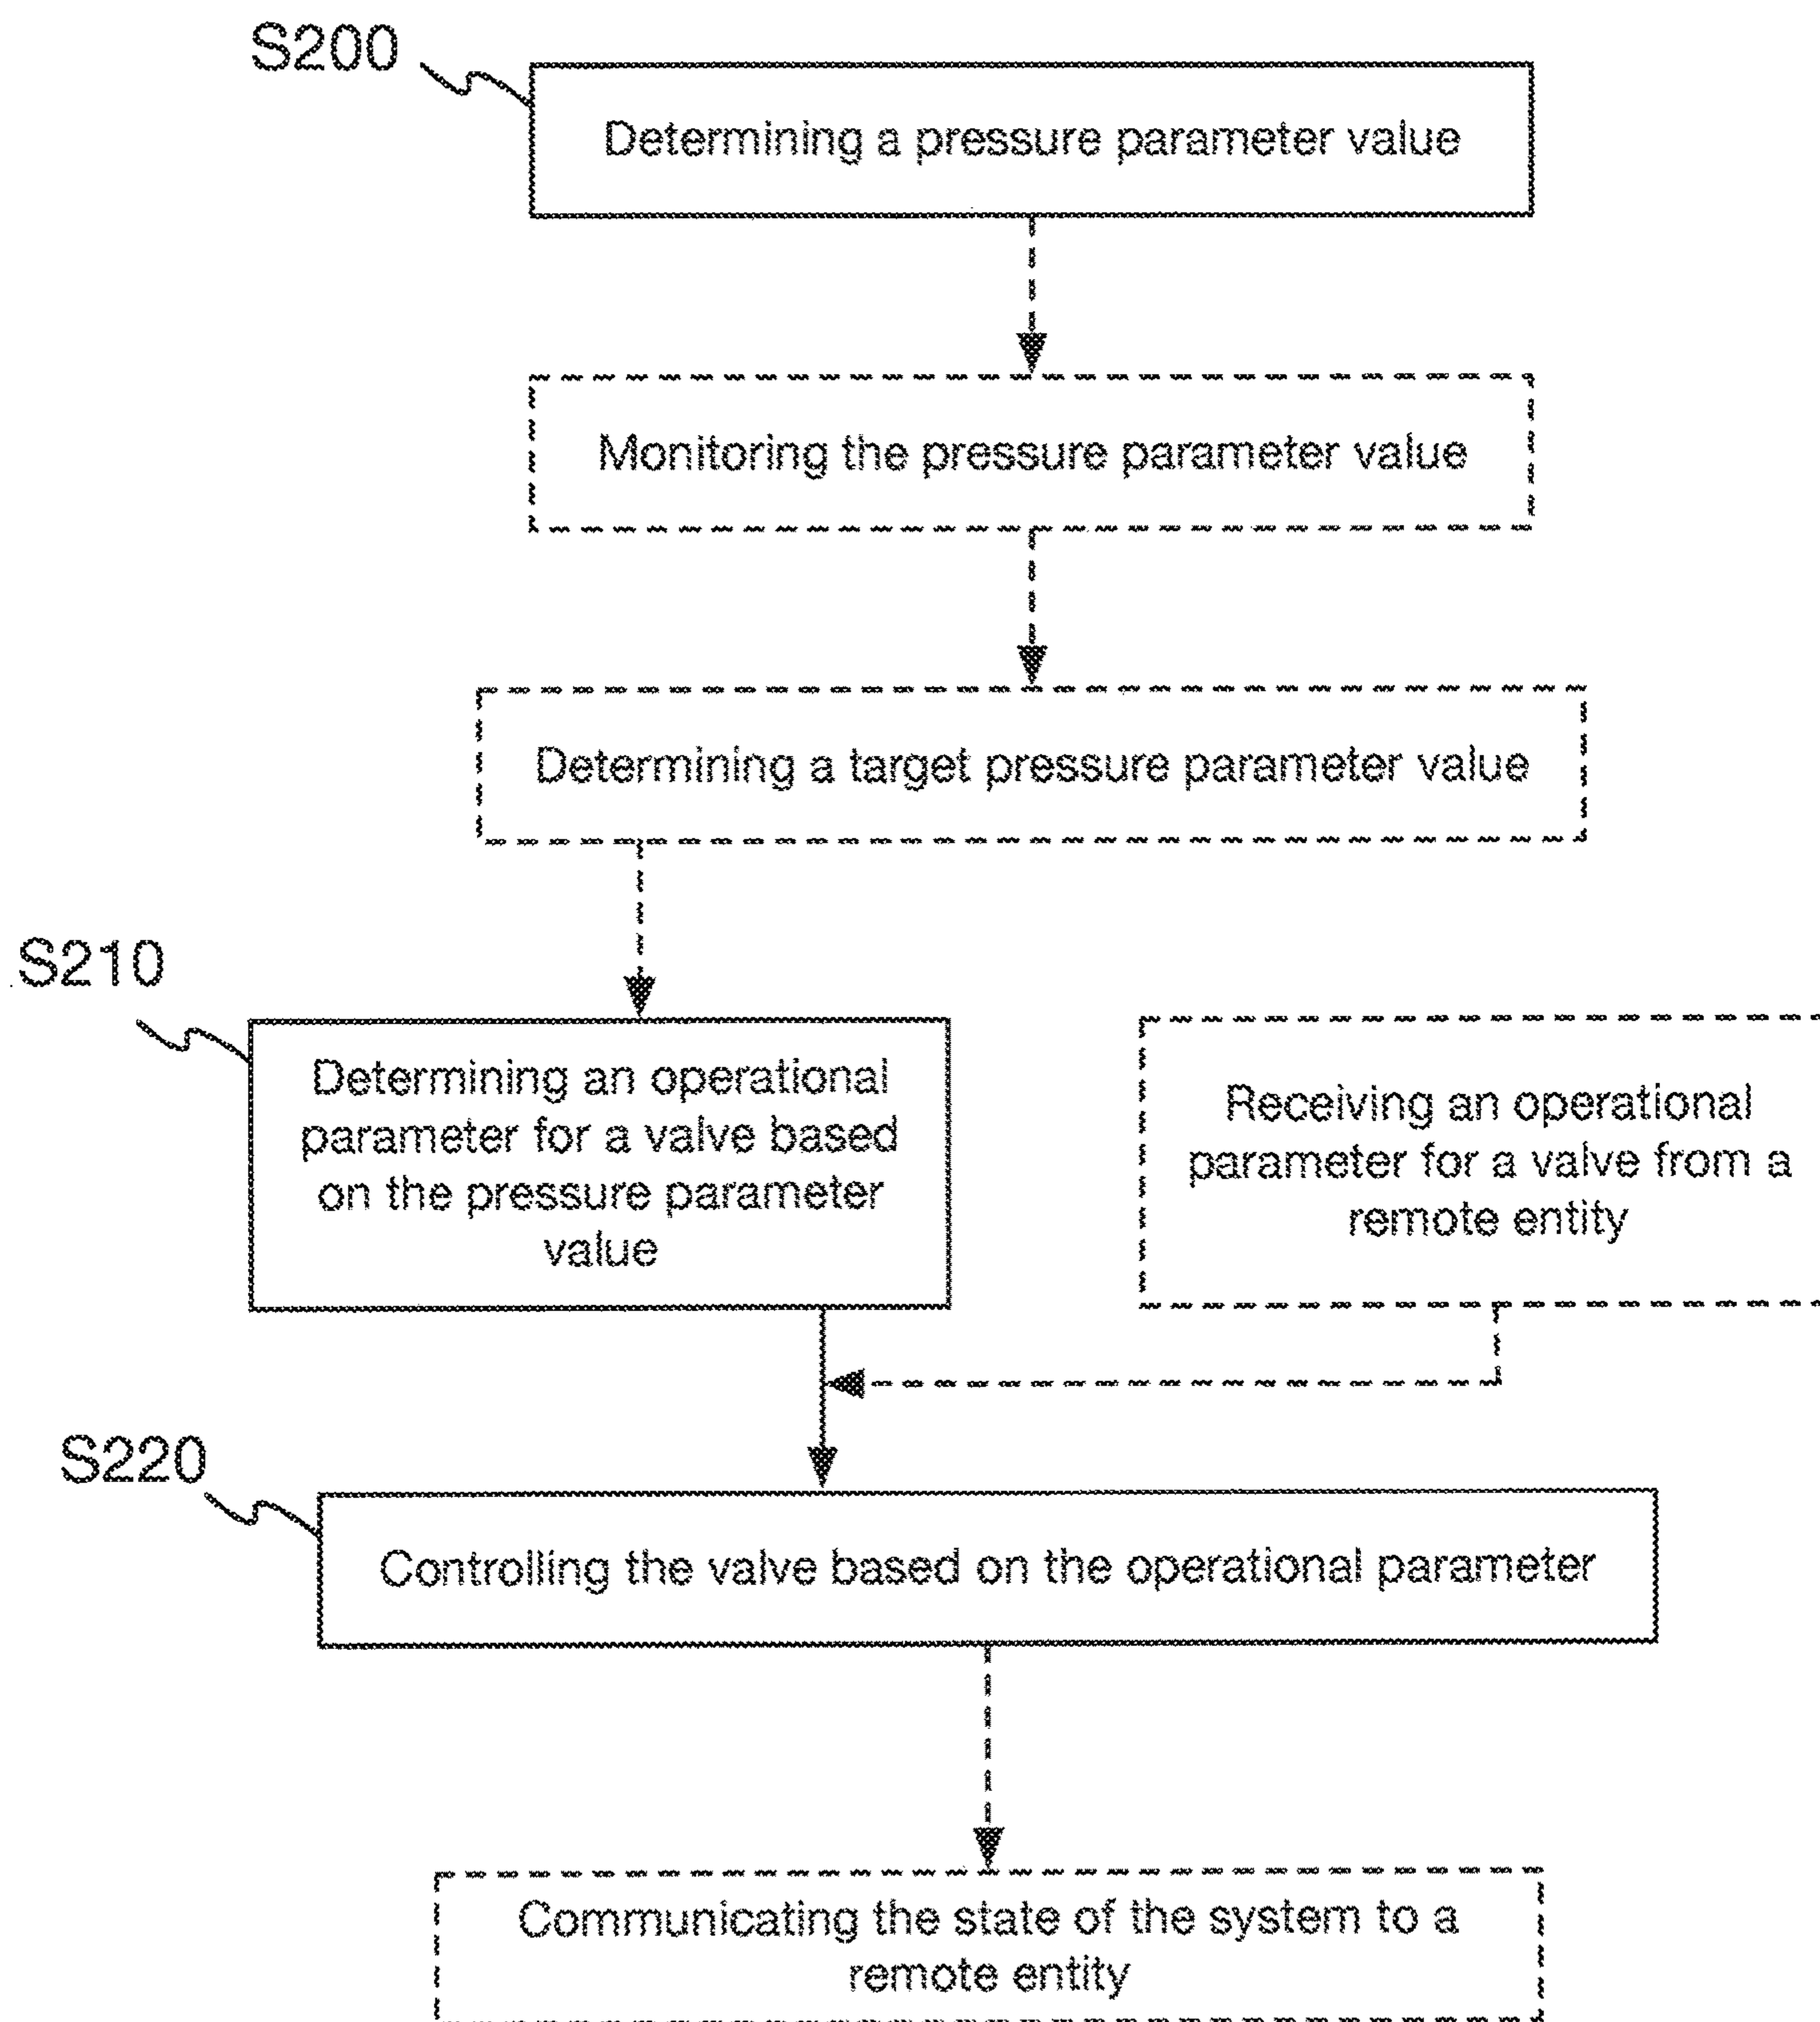 S200
Determining a pressure parameter value
Monitoring the pressure parameter value
Determining a target pressure parameter value
S210
Determining an operational
parameter for a valve based
on the pressure parameter
value
Receiving an operational
parameter for a valve from a
remote entity
S220
Controlling the valve based on the operational parameter
Communicating the state of the system to a
remote entity